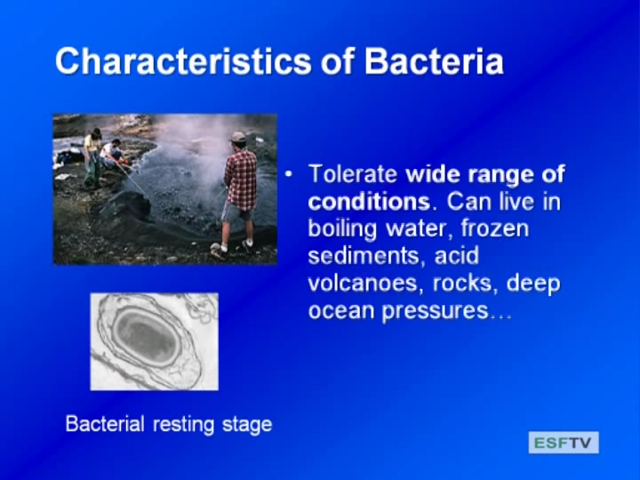 Characteristics of Bacteria
• Tolerate wide range of
conditions. Can live in
boiling water, frozen
sediments, acid
volcanoes, rocks, deep
ocean pressures…
Bacterial resting stage
ESFTV